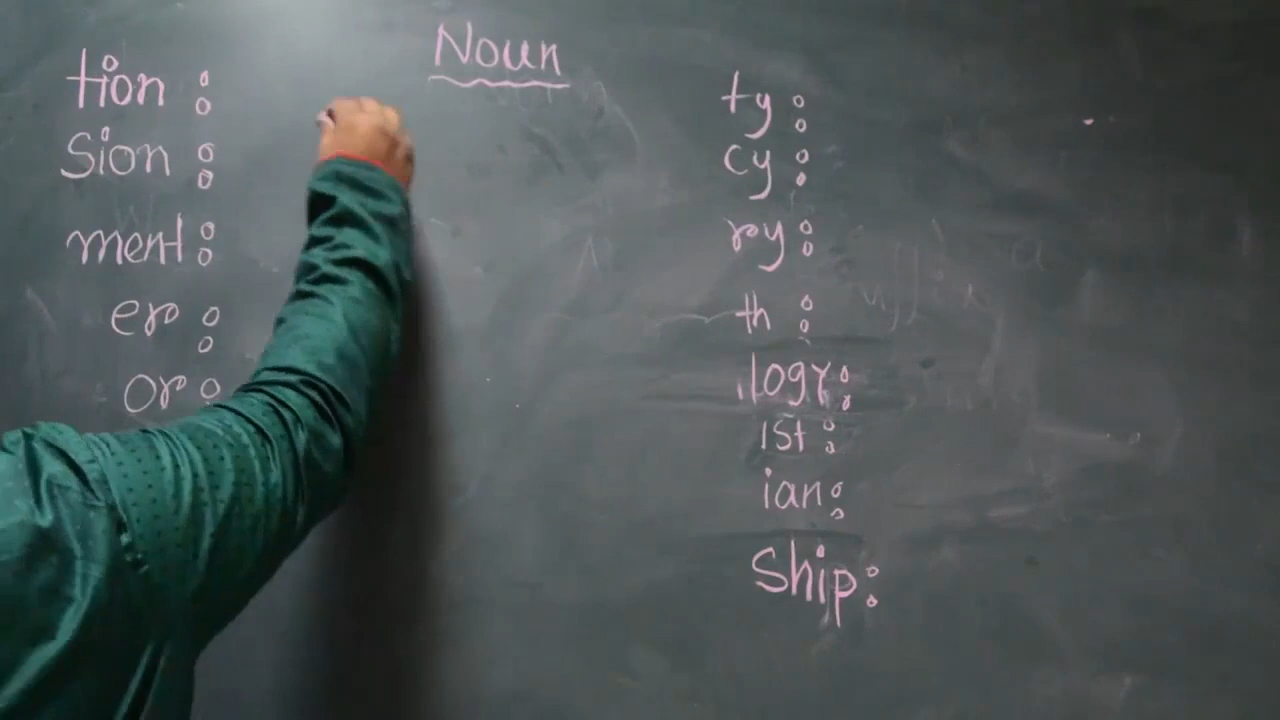 Noun
tion :
Sion :
ment :
er :
or :
ty :
cy :
ry :
th :
logy:
ist :
ian:
Ship: